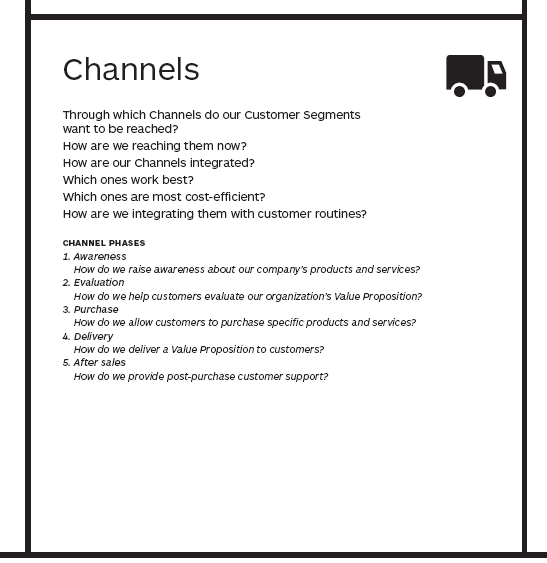 Channels
Through which Channels do our Customer Segments
want to be reached?
How are we reaching them now?
How are our Channels integrated?
Which ones work best?
Which ones are most cost-efficient?
How are we integrating them with customer routines?
CHANNEL PHASES
1. Awareness
How do we raise awareness about our company's products and services?
2. Evaluation
How do we help customers evaluate our organization's Value Proposition?
3. Purchase
How do we allow customers to purchase specific products and services?
4. Delivery
How do we deliver a Value Proposition to customers?
5. After sales
How do we provide post-purchase customer support?